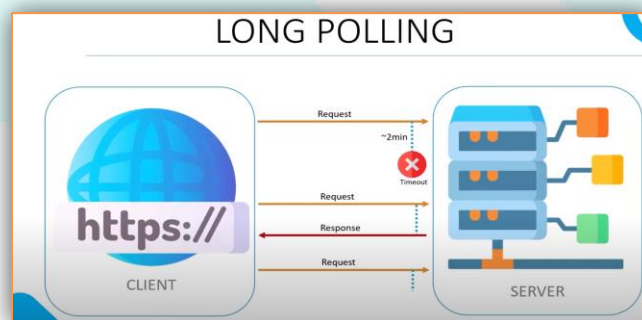 LONG POLLING
Request
~2min
Timeout
Request
https://
Response
Request
CLIENT
SERVER